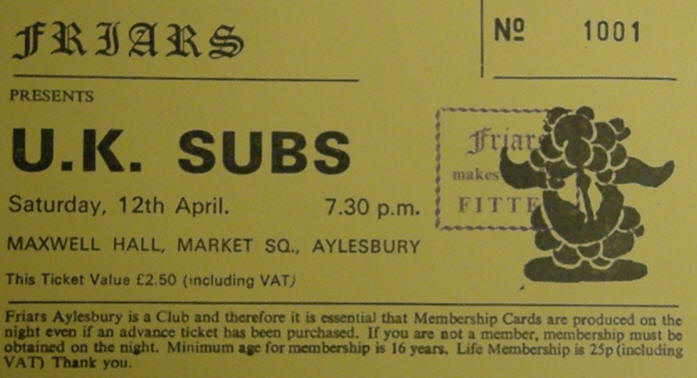 FRIARS
Nº 1001
PRESENTS
U.K. SUBS
Saturday, 12th April. 7.30 p.m.
MAXWELL HALL, MARKET SQ., AYLESBURY
This Ticket Value £2.50 (including VAT)
Friars
makes
FITTE
Friars Aylesbury is a Club and therefore it is essential that Membership Cards are produced on the
night even if an advance ticket has been purchased. If you are not a member, membership must be
obtained on the night. Minimum age for membership is 16 years. Life Membership is 25p (including
VAT) Thank you.